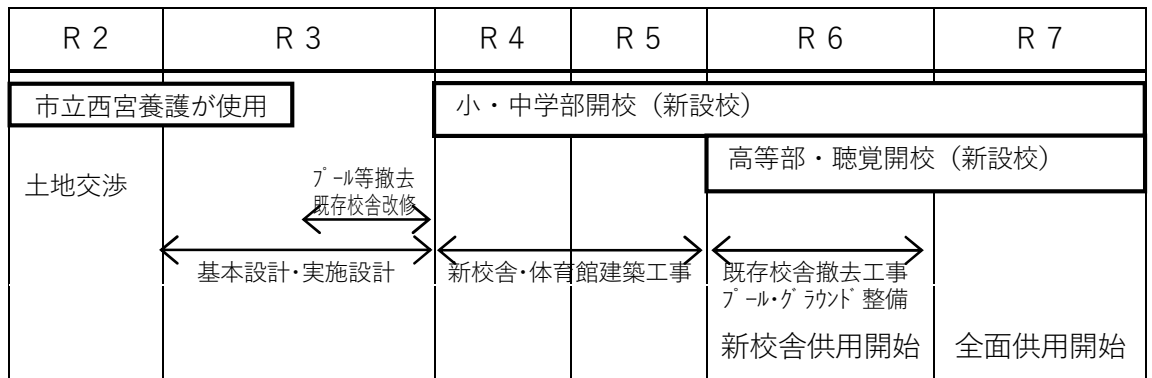 Ｒ２ Ｒ３ Ｒ４ Ｒ５ Ｒ６ Ｒ７
市立西宮養護が使用 小・中学部開校（新設校）
高等部・聴覚開校（新設校）
土地交渉
ﾌﾟｰﾙ等撤去
既存校舎改修
基本設計･実施設計 新校舎･体育館建築工事 既存校舎撤去工事
ﾌﾟｰﾙ･ｸﾞﾗｳﾝﾄﾞ整備
新校舎供用開始 全面供用開始